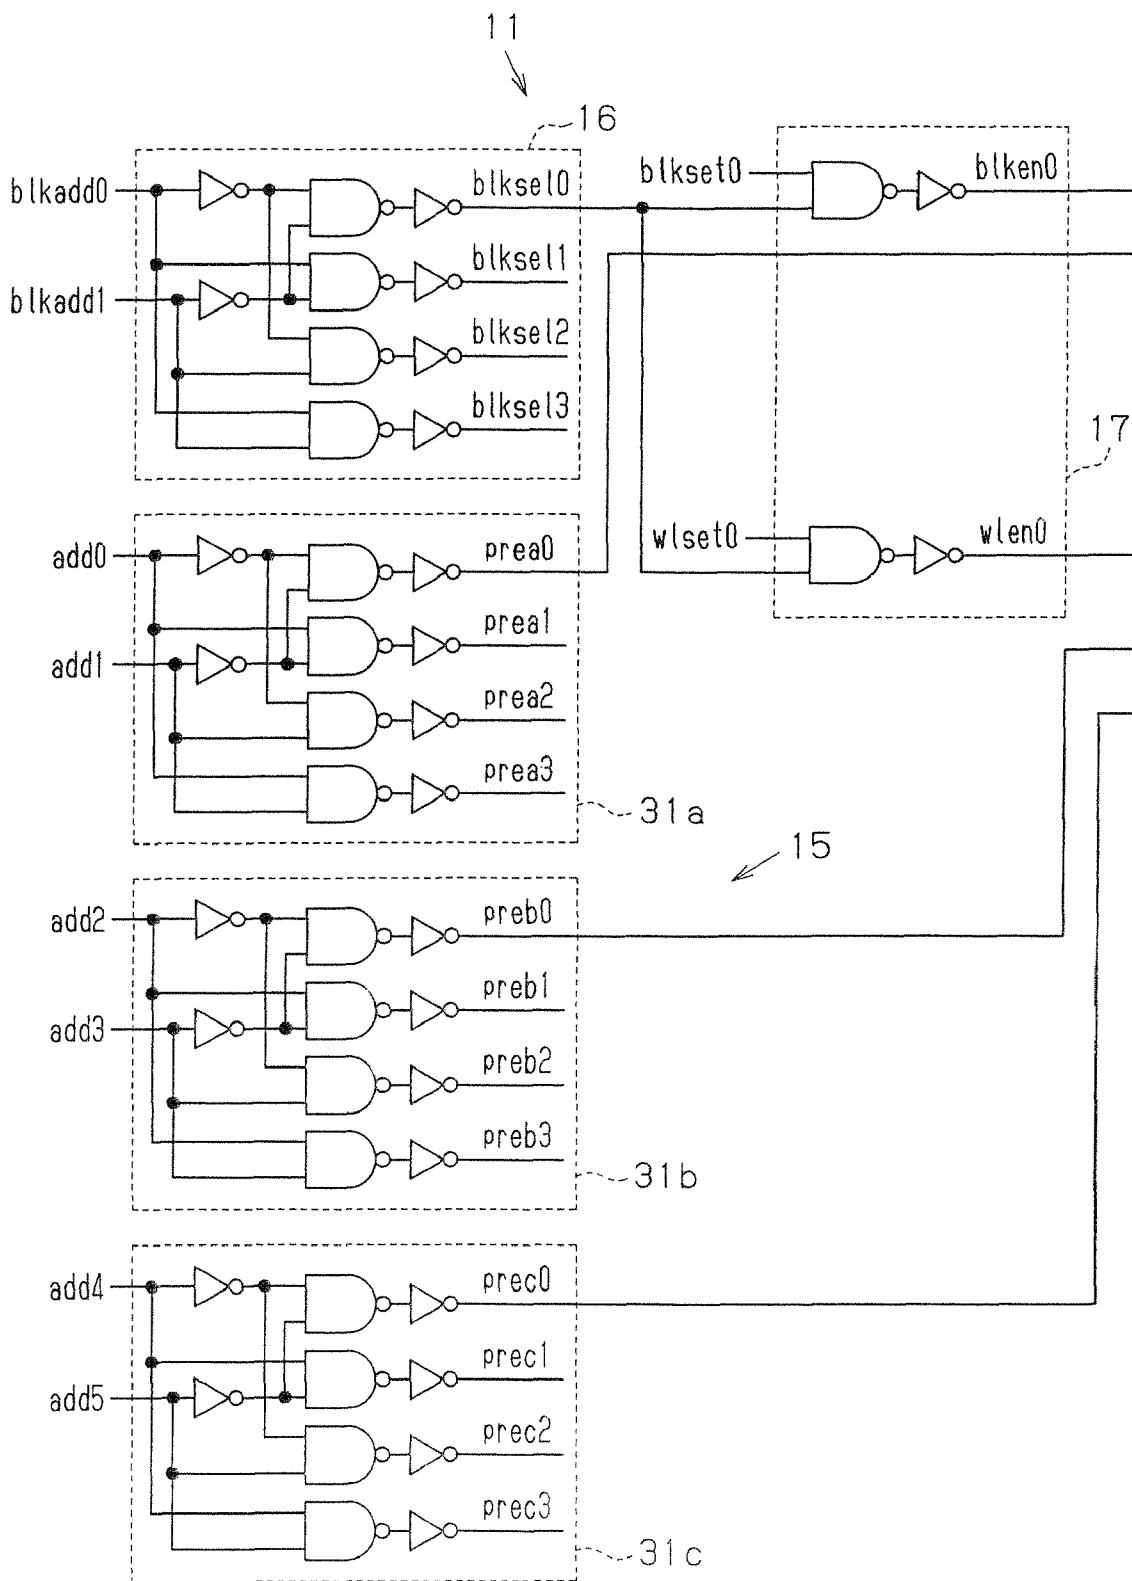 11
16
blkadd0
blksel0
blkset0
blken0
blksel1
blkadd1
blksel2
blksel3
17
add0
prea0
wlset0
wlen0
prea1
add1
prea2
prea3
31a
15
add2
preb0
preb1
add3
preb2
preb3
31b
add4
prec0
prec1
add5
prec2
prec3
31c